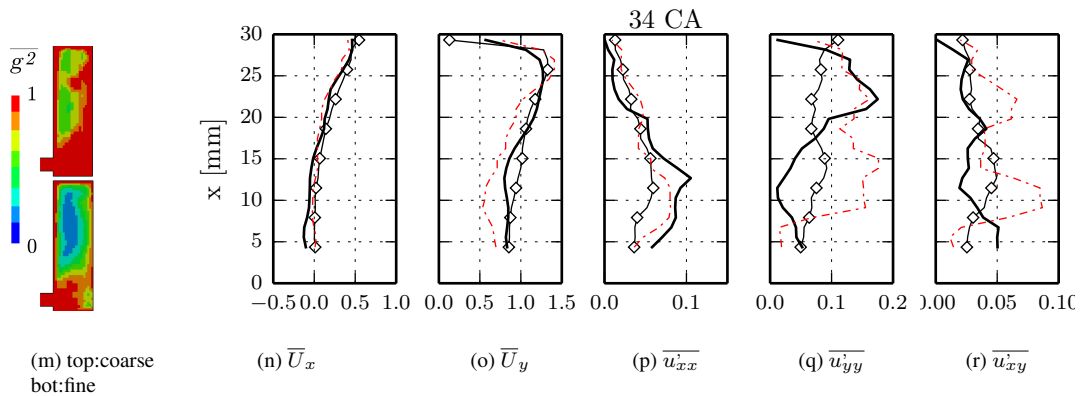 34 CA
g²
1
0
x [mm]
30
25
20
15
10
5
0
−0.5 0.0 0.5 1.0
0.0 0.5 1.0 1.5
0.0 0.1
0.0 0.1 0.2
0.00 0.05 0.10
(m) top:coarse
bot:fine
(n) U̅x
(o) U̅y
(p) u'xx
(q) u'yy
(r) u'xy